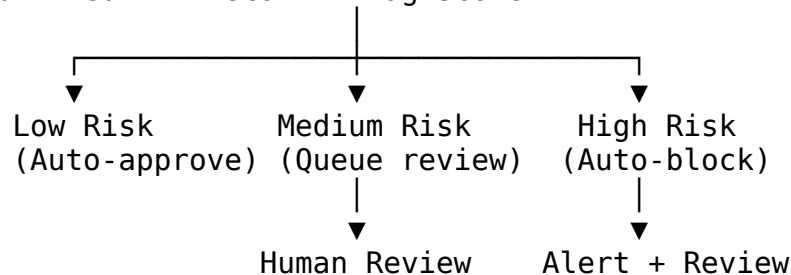 Low Risk Medium Risk High Risk
(Auto-approve) (Queue review) (Auto-block)
Human Review Alert + Review